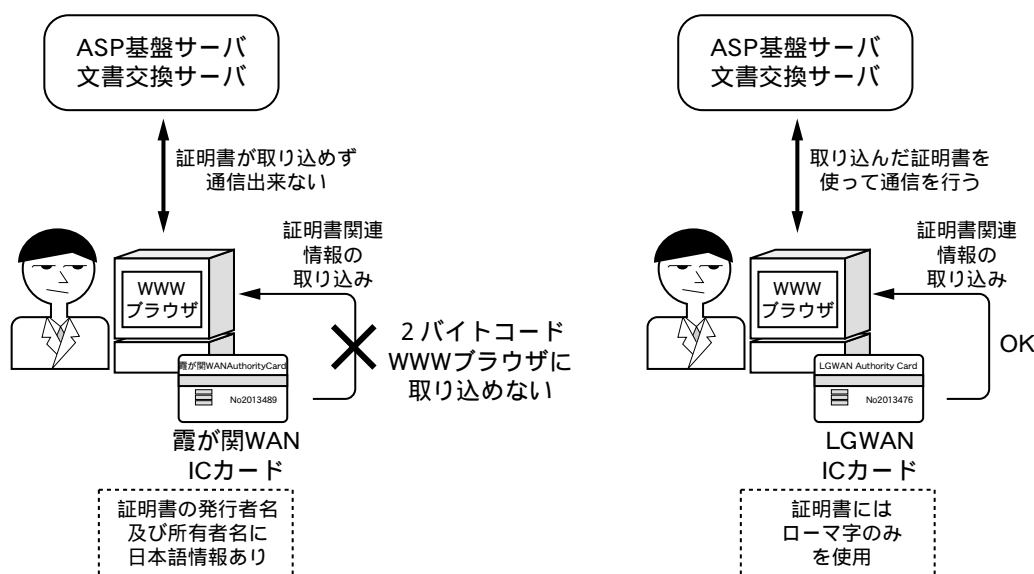 ASP基盤サーバ
文書交換サーバ
証明書が取り込めず
通信出来ない
証明書関連
情報の
取り込み
WWW
ブラウザ
2バイトコード
WWWブラウザに
取り込めない
霞が関WANAuthorityCard
No2013489
霞が関WAN
ICカード
証明書の発行者名
及び所有者名に
日本語情報あり
ASP基盤サーバ
文書交換サーバ
取り込んだ証明書を
使って通信を行う
証明書関連
情報の
取り込み
WWW
ブラウザ
OK
LGWAN Authority Card
No2013476
LGWAN
ICカード
証明書には
ローマ字のみ
を使用